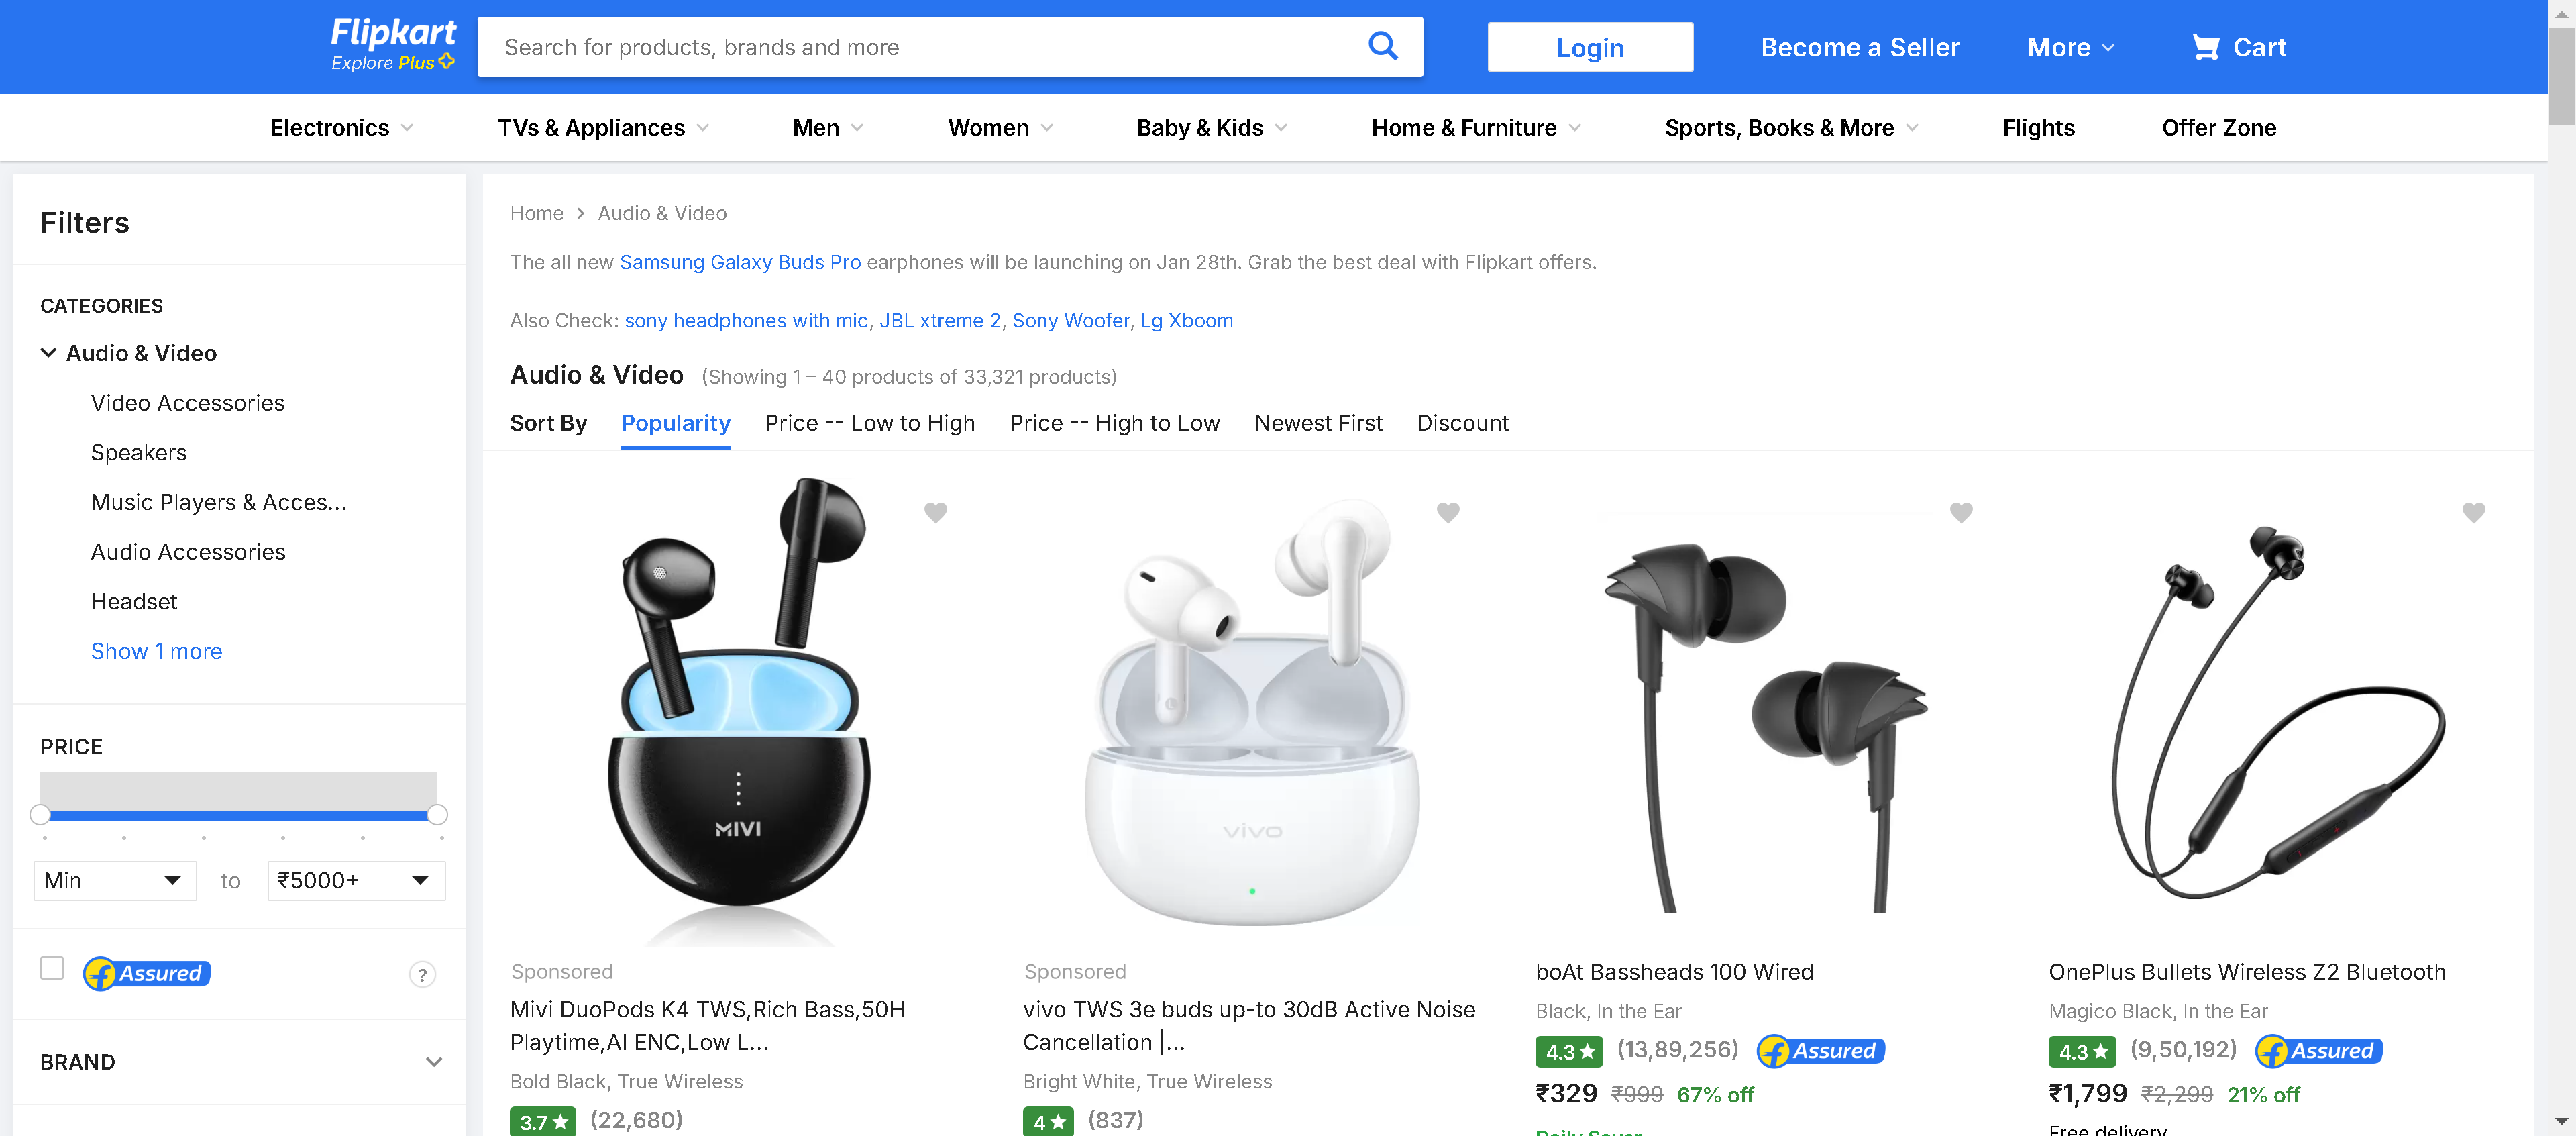 Flipkart
Explore Plus
Search for products, brands and more
Login
Become a Seller
More
Cart
Electronics
TVs & Appliances
Men
Women
Baby & Kids
Home & Furniture
Sports, Books & More
Flights
Offer Zone
Filters
CATEGORIES
Audio & Video
Video Accessories
Speakers
Music Players & Acces...
Audio Accessories
Headset
Show 1 more
PRICE
Min
to
₹5000+
Assured
?
BRAND
Home > Audio & Video
The all new Samsung Galaxy Buds Pro earphones will be launching on Jan 28th. Grab the best deal with Flipkart offers.
Also Check: sony headphones with mic, JBL xtreme 2, Sony Woofer, Lg Xboom
Audio & Video (Showing 1 – 40 products of 33,321 products)
Sort By Popularity Price -- Low to High Price -- High to Low Newest First Discount
MIVI
Sponsored
Mivi DuoPods K4 TWS,Rich Bass,50H
Playtime,AI ENC,Low L...
Bold Black, True Wireless
3.7★ (22,680)
vivo
Sponsored
vivo TWS 3e buds up-to 30dB Active Noise
Cancellation |...
Bright White, True Wireless
4★ (837)
boAt Bassheads 100 Wired
Black, In the Ear
4.3★ (13,89,256) Assured
₹329 ₹999 67% off
Daily Saver
OnePlus Bullets Wireless Z2 Bluetooth
Magico Black, In the Ear
4.3★ (9,50,192) Assured
₹1,799 ₹2,299 21% off
Free delivery